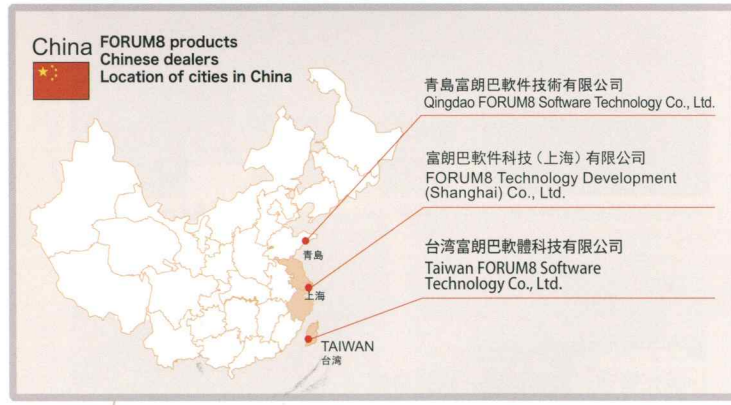 China
FORUM8 products
Chinese dealers
Location of cities in China
青島富朗巴軟件技術有限公司
Qingdao FORUM8 Software Technology Co., Ltd.
富朗巴軟件科技（上海）有限公司
FORUM8 Technology Development
(Shanghai) Co., Ltd.
台湾富朗巴軟體科技有限公司
Taiwan FORUM8 Software
Technology Co., Ltd.
青島
上海
TAIWAN
台湾